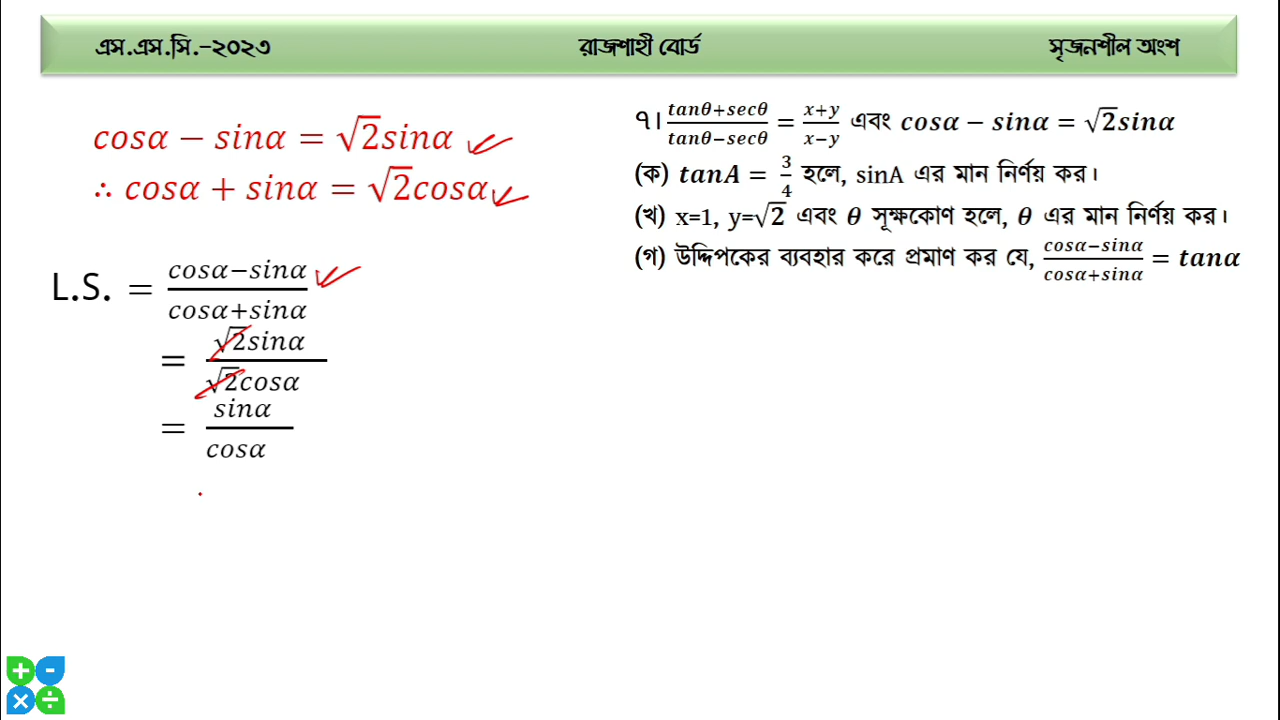 এস.এস.সি.-২০২৩ রাজশাহী বোর্ড সৃজনশীল অংশ
cosα − sinα = √2sinα
∴ cosα + sinα = √2cosα
L.S. = (cosα−sinα)/(cosα+sinα)
= (√2sinα)/(√2cosα)
= sinα/cosα
৭। (tanθ+secθ)/(tanθ−secθ) = (x+y)/(x−y) এবং cosα − sinα = √2sinα
(ক) tanA = 3/4 হলে, sinA এর মান নির্ণয় কর।
(খ) x=1, y=√2 এবং θ সূক্ষকোণ হলে, θ এর মান নির্ণয় কর।
(গ) উদ্দিপকের ব্যবহার করে প্রমাণ কর যে, (cosα−sinα)/(cosα+sinα) = tanα
+ -
× ÷